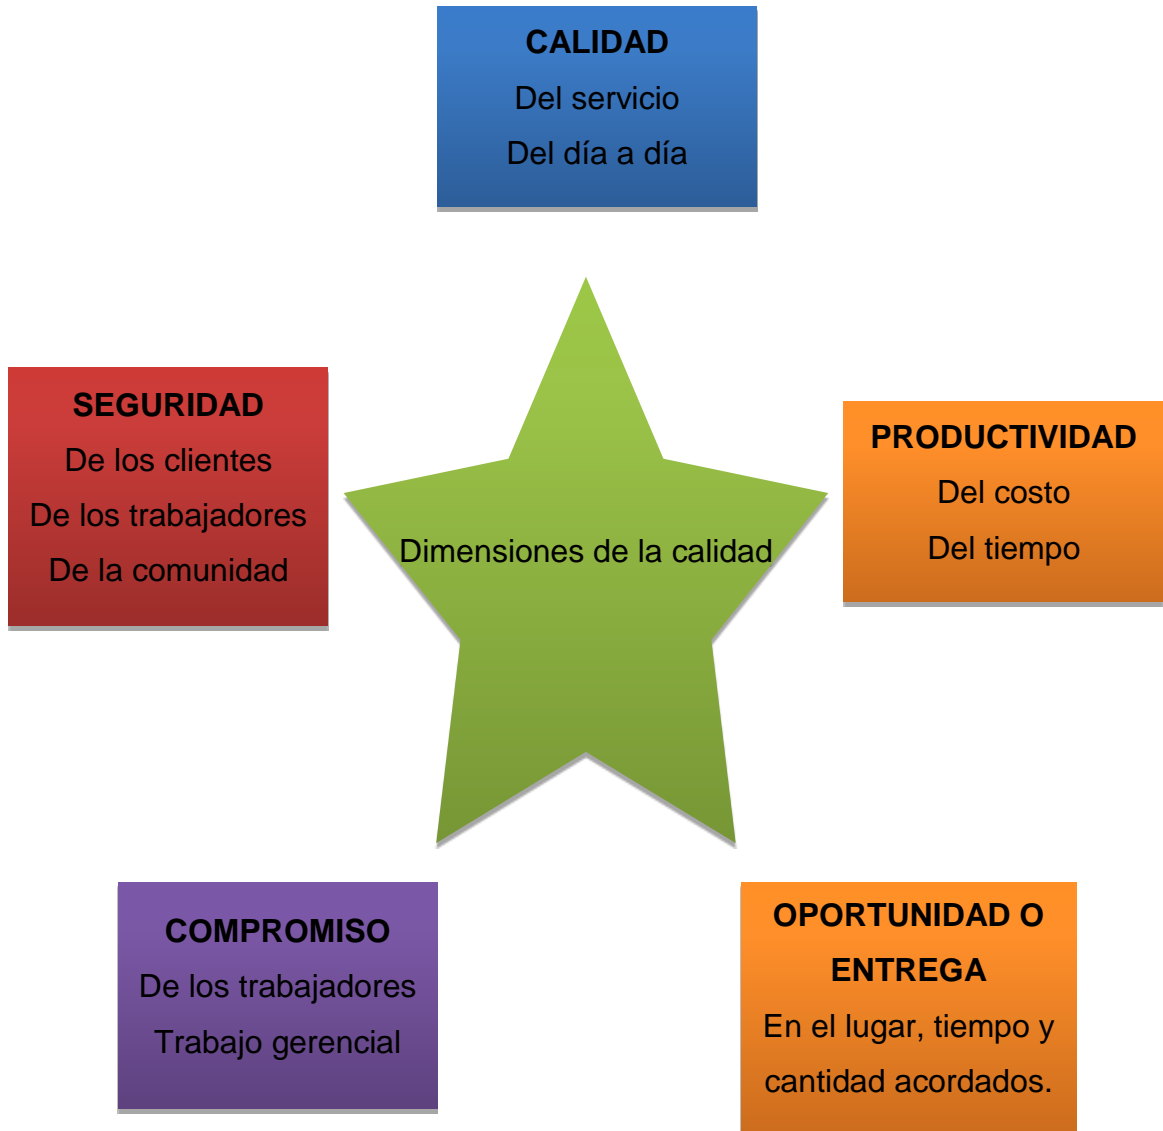 CALIDAD
Del servicio
Del día a día
SEGURIDAD
De los clientes
De los trabajadores
De la comunidad
Dimensiones de la calidad
PRODUCTIVIDAD
Del costo
Del tiempo
COMPROMISO
De los trabajadores
Trabajo gerencial
OPORTUNIDAD O
ENTREGA
En el lugar, tiempo y
cantidad acordados.